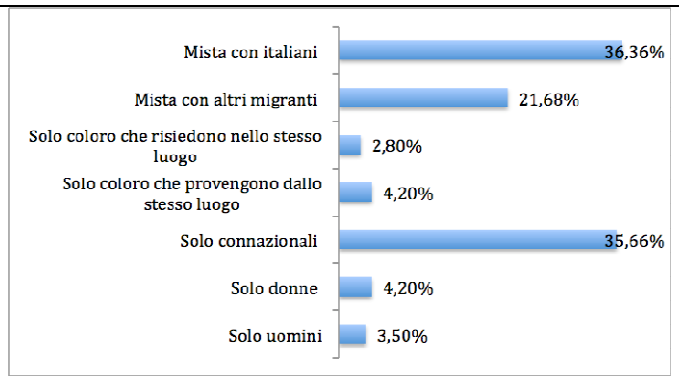 Mista con italiani 36,36%
Mista con altri migranti 21,68%
Solo coloro che risiedono nello stesso
luogo 2,80%
Solo coloro che provengono dallo
stesso luogo 4,20%
Solo connazionali 35,66%
Solo donne 4,20%
Solo uomini 3,50%